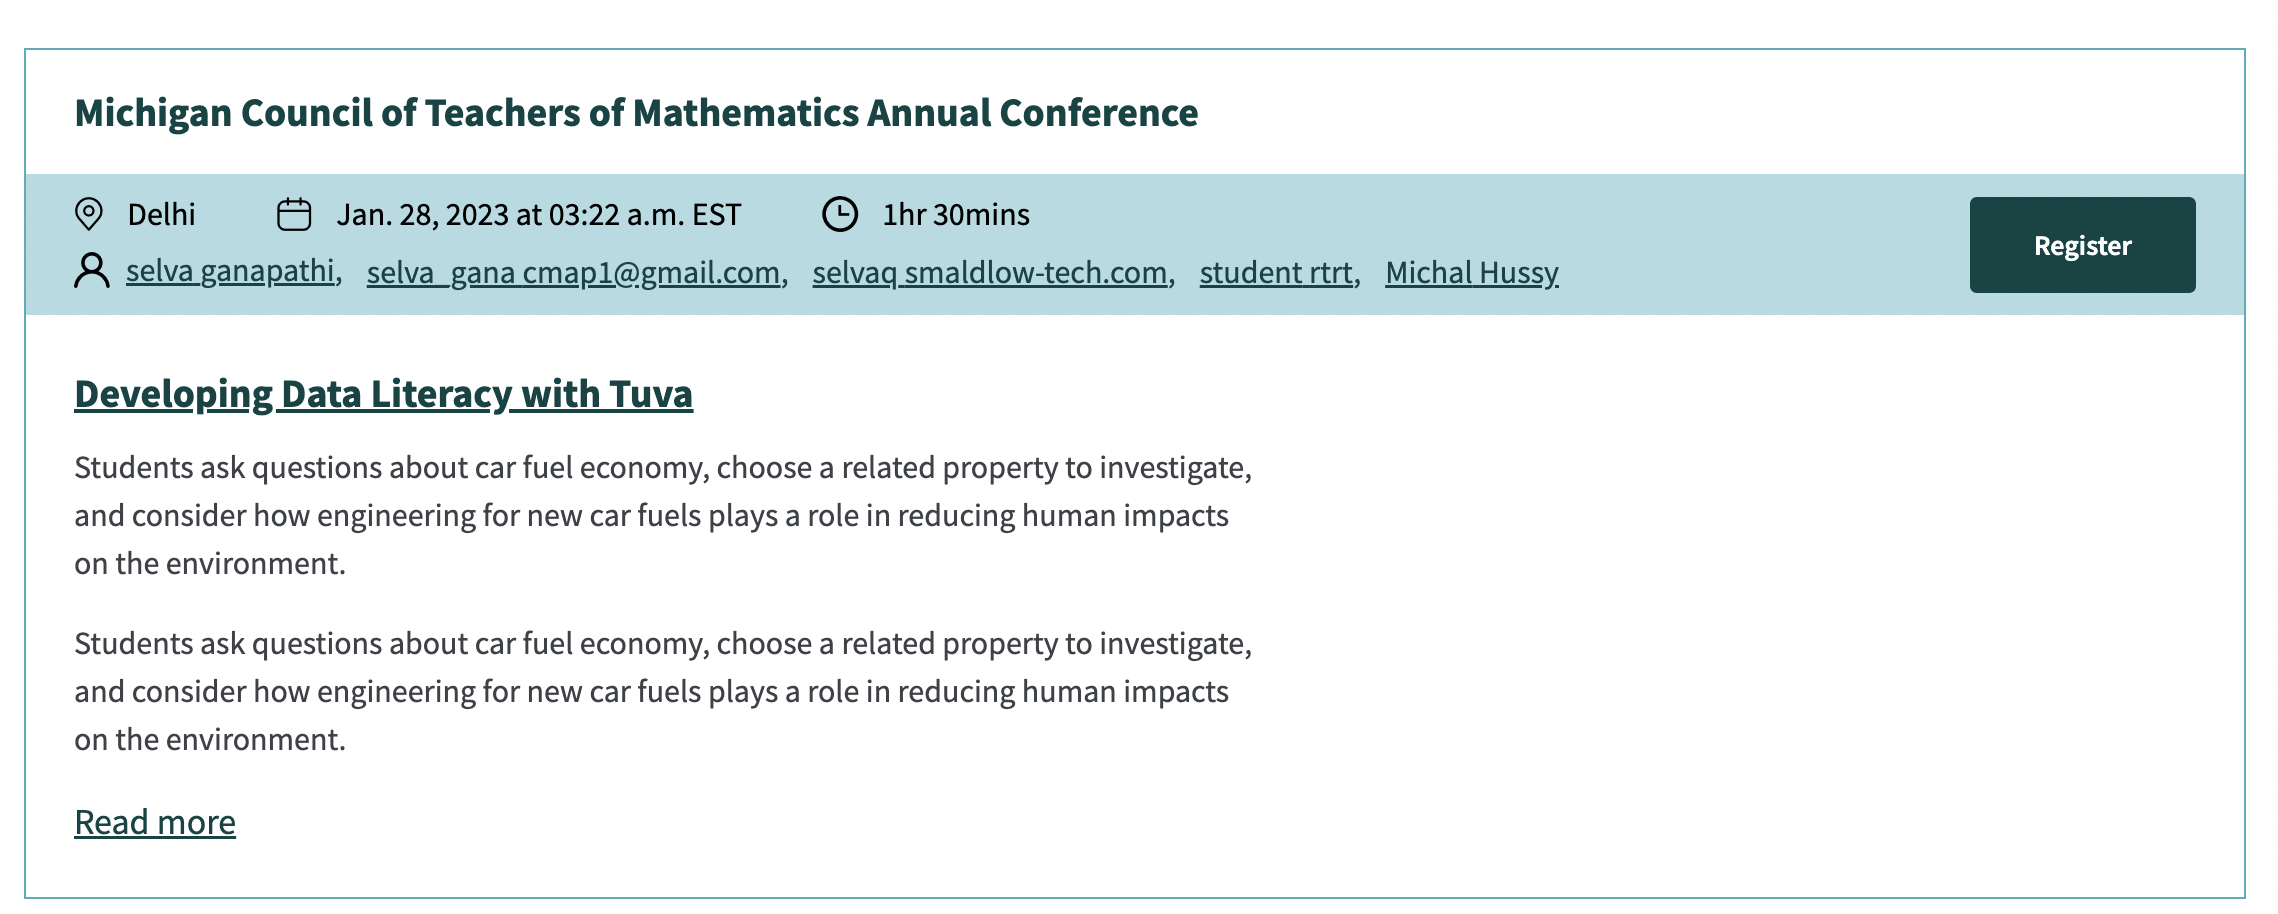 Michigan Council of Teachers of Mathematics Annual Conference
Delhi Jan. 28, 2023 at 03:22 a.m. EST 1hr 30mins
selva ganapathi, selva_gana cmap1@gmail.com, selvaq smaldlow-tech.com, student rtrt, Michal Hussy
Register
Developing Data Literacy with Tuva
Students ask questions about car fuel economy, choose a related property to investigate,
and consider how engineering for new car fuels plays a role in reducing human impacts
on the environment.
Students ask questions about car fuel economy, choose a related property to investigate,
and consider how engineering for new car fuels plays a role in reducing human impacts
on the environment.
Read more